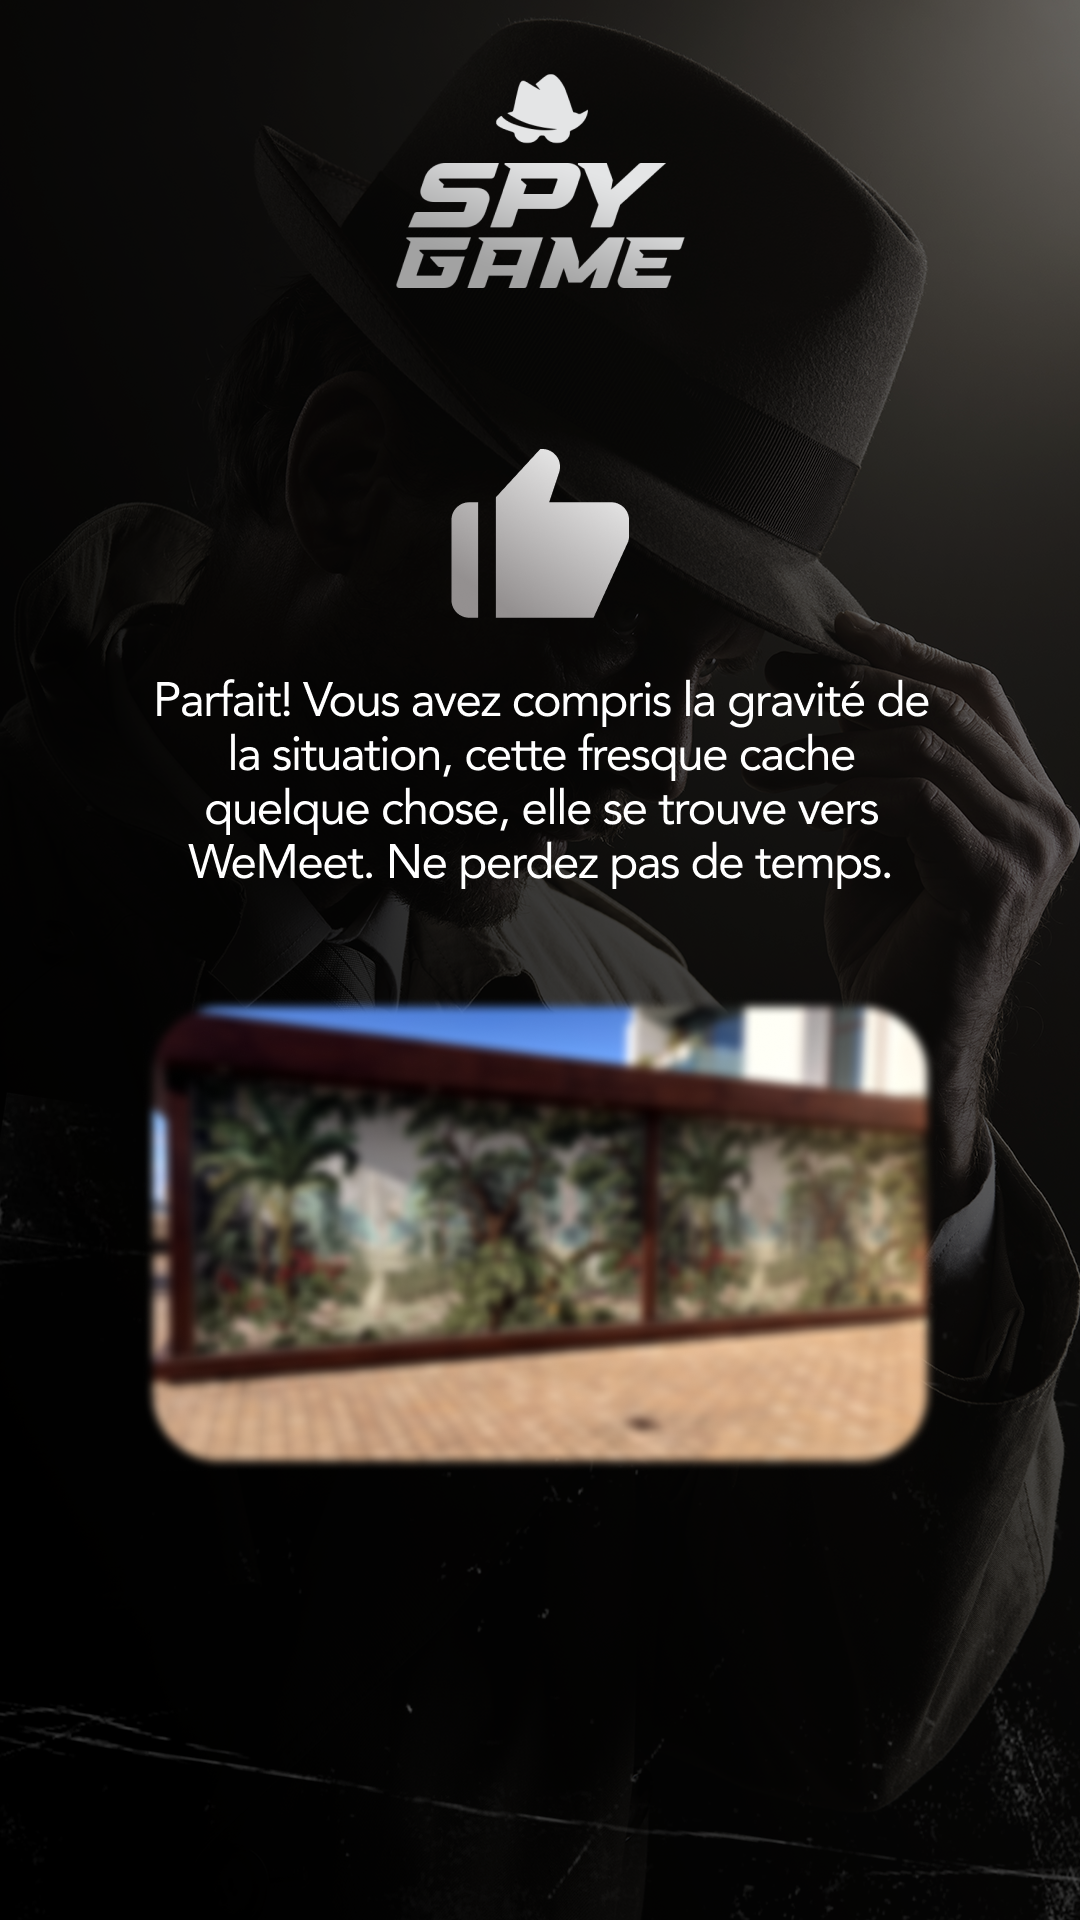 SPY
GAME
Parfait! Vous avez compris la gravité de
la situation, cette fresque cache
quelque chose, elle se trouve vers
WeMeet. Ne perdez pas de temps.